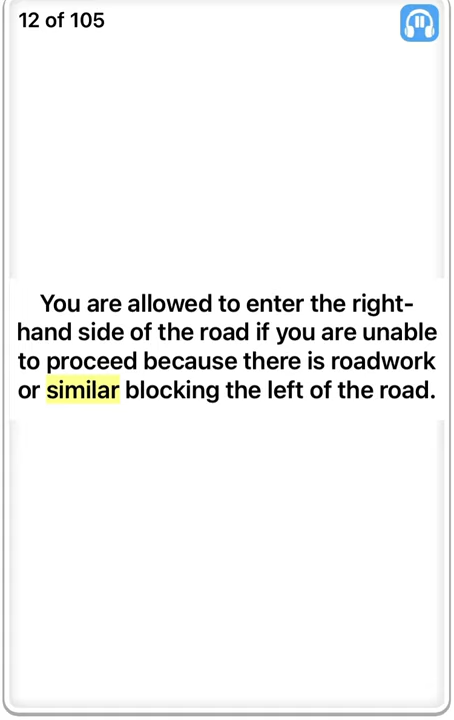 12 of 105
You are allowed to enter the right-
hand side of the road if you are unable
to proceed because there is roadwork
or similar blocking the left of the road.